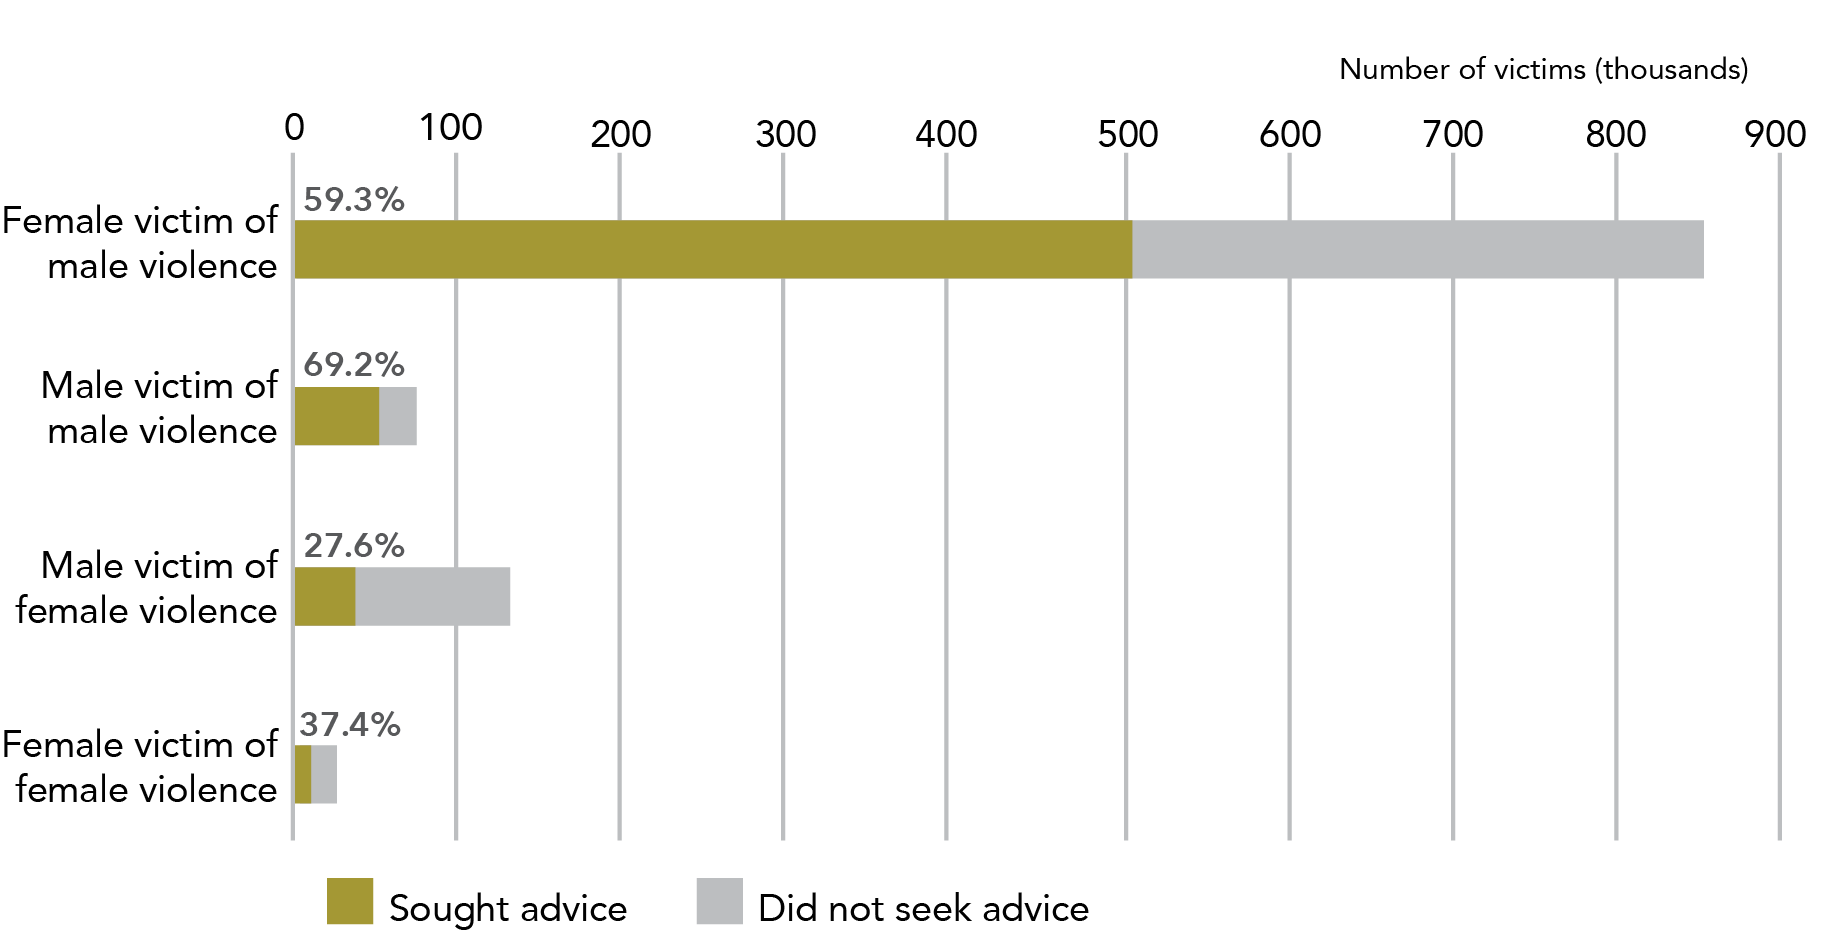 Number of victims (thousands)
0 100 200 300 400 500 600 700 800 900
59.3%
Female victim of
male violence
69.2%
Male victim of
male violence
27.6%
Male victim of
female violence
37.4%
Female victim of
female violence
Sought advice
Did not seek advice